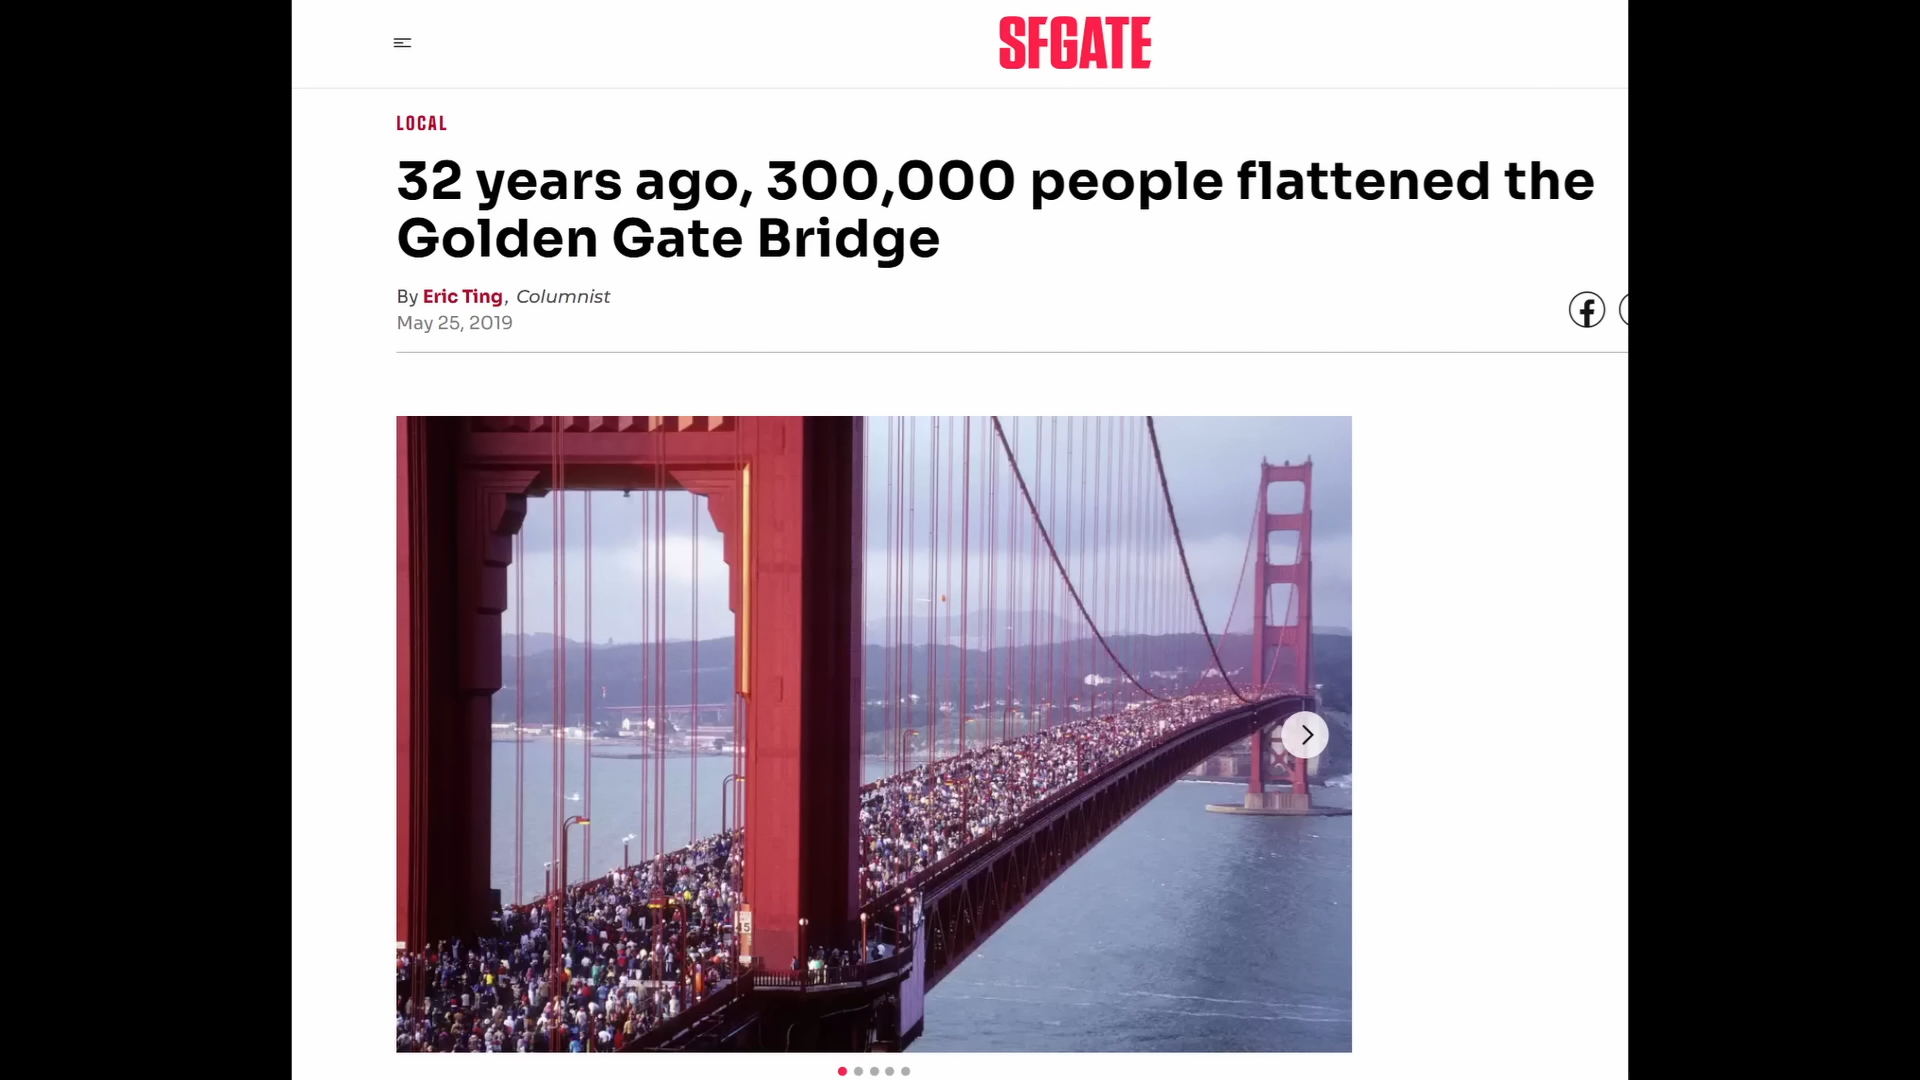 SFGATE
LOCAL
32 years ago, 300,000 people flattened the
Golden Gate Bridge
By Eric Ting, Columnist
May 25, 2019
45